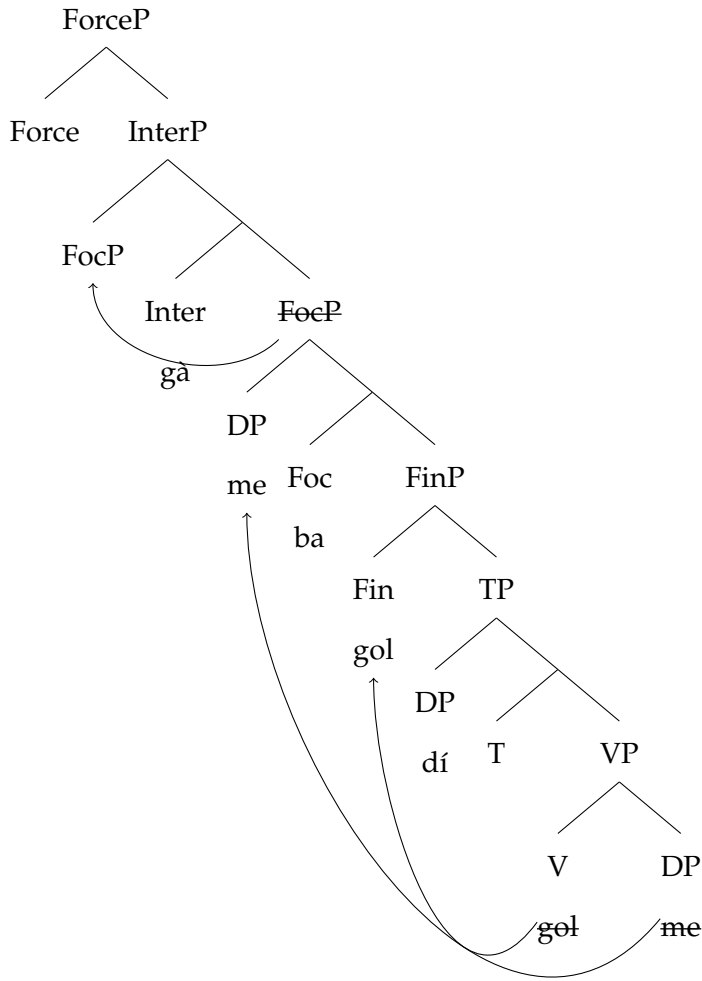 ForceP
Force InterP
FocP
Inter FocP
gà
DP
me Foc FinP
ba
Fin TP
gol
DP
dí T VP
V DP
gol me